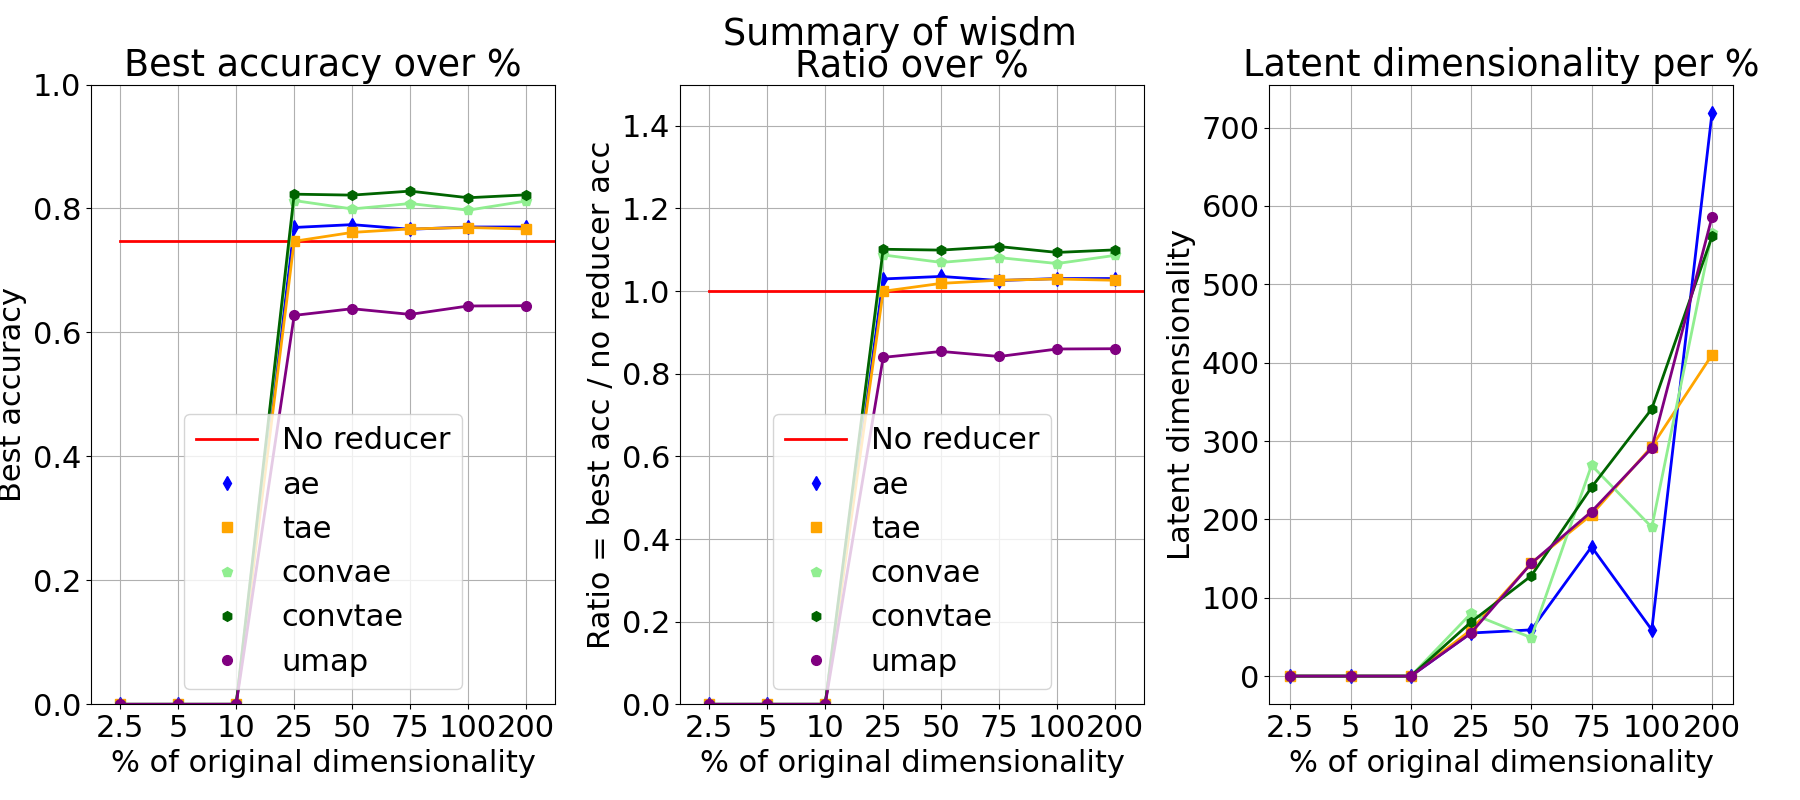 Summary of wisdm
Best accuracy over %
Best accuracy
1.0
0.8
0.6
0.4
0.2
0.0
No reducer
ae
tae
convae
convtae
umap
2.5 5 10 25 50 75 100 200
% of original dimensionality
Ratio over %
Ratio = best acc / no reducer acc
1.4
1.2
1.0
0.8
0.6
0.4
0.2
0.0
No reducer
ae
tae
convae
convtae
umap
2.5 5 10 25 50 75 100 200
% of original dimensionality
Latent dimensionality per %
Latent dimensionality
700
600
500
400
300
200
100
0
2.5 5 10 25 50 75 100 200
% of original dimensionality